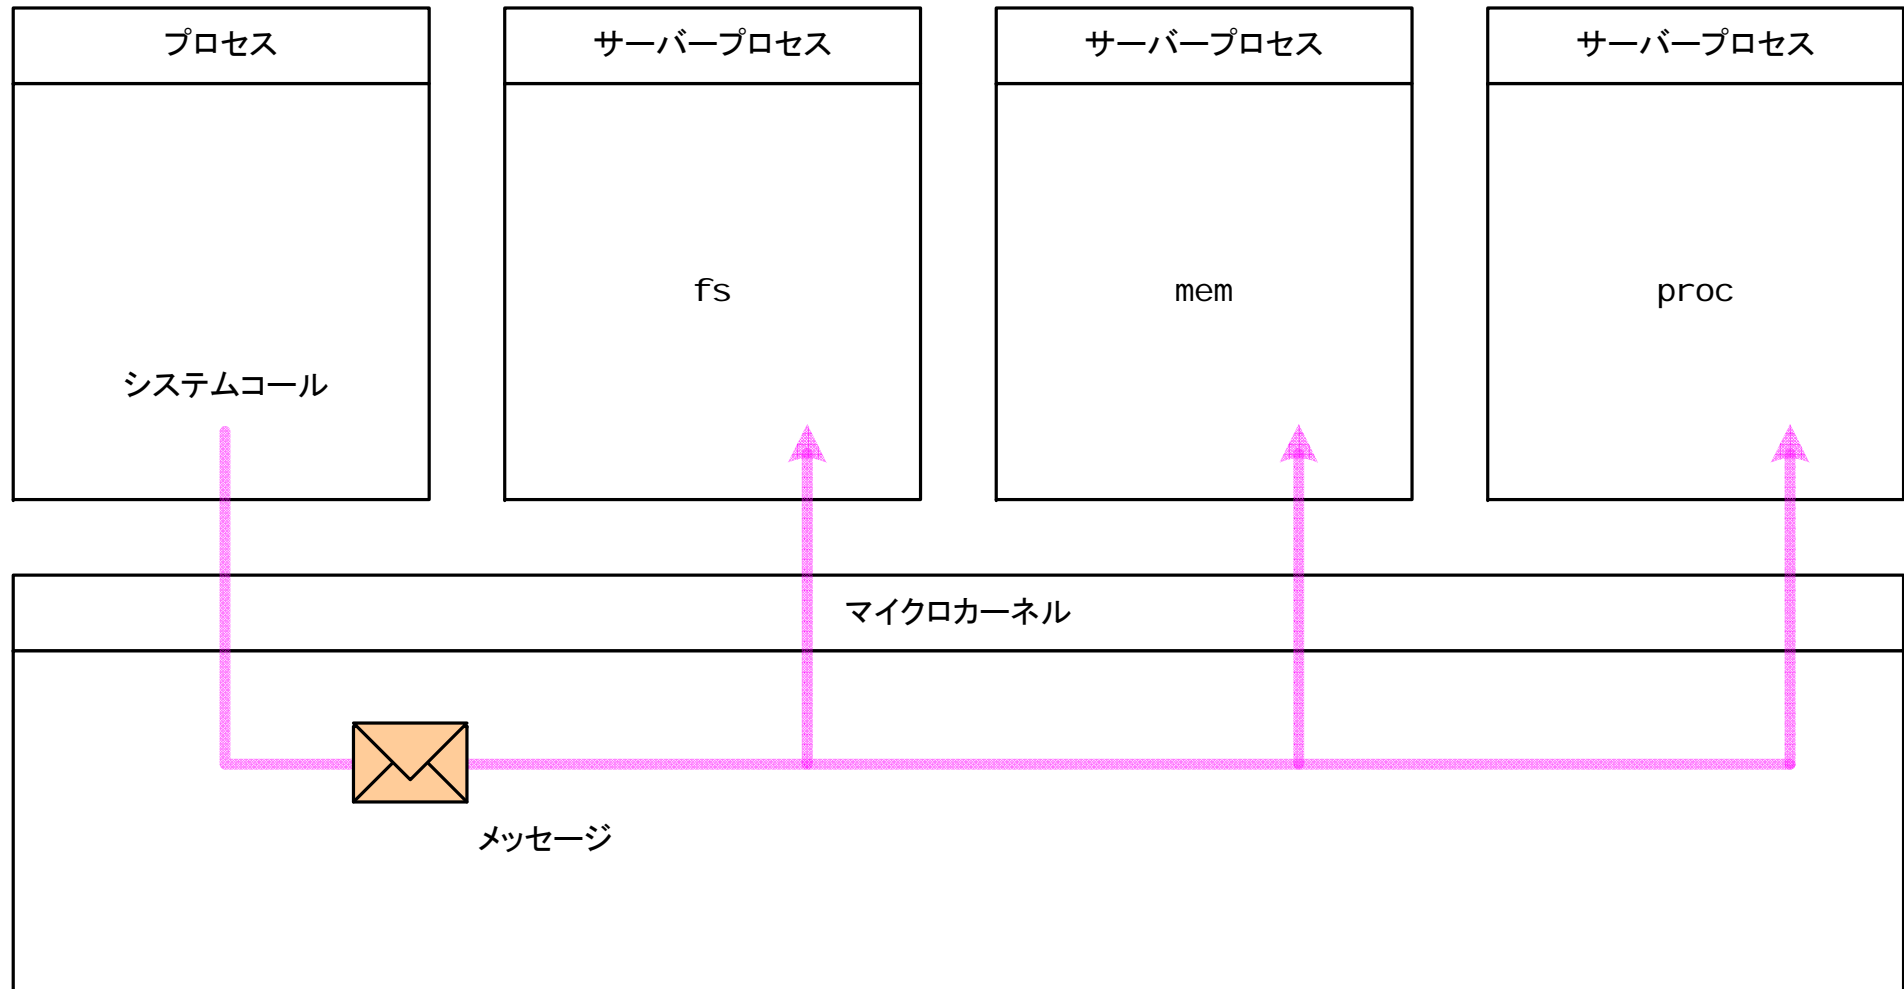 プロセス
サーバープロセス
サーバープロセス
サーバープロセス
fs
mem
proc
システムコール
マイクロカーネル
メッセージ